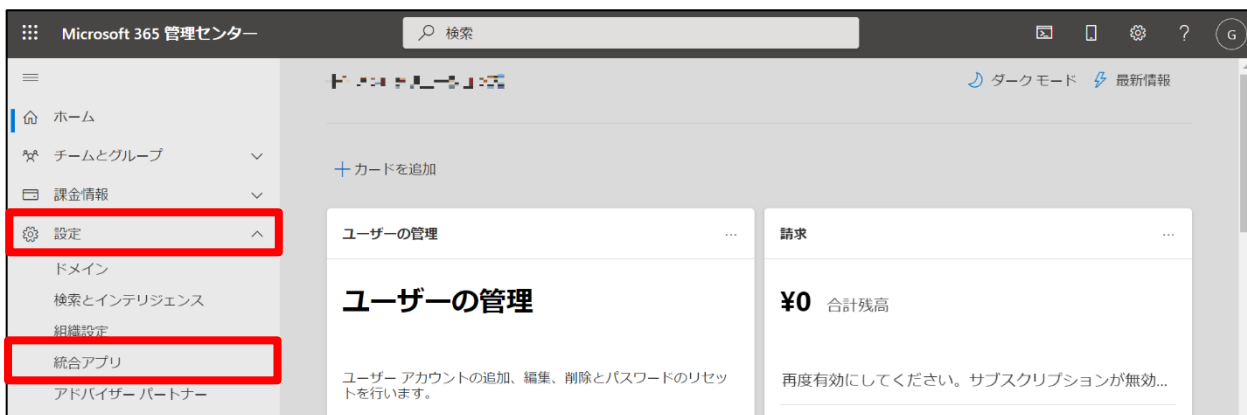 Microsoft 365 管理センター
検索
?
G
ダーク モード
最新情報
ホーム
チームとグループ
課金情報
設定
ドメイン
検索とインテリジェンス
組織設定
統合アプリ
アドバイザー パートナー
カードを追加
ユーザーの管理
...
ユーザーの管理
ユーザー アカウントの追加、編集、削除とパスワードのリセッ
トを行います。
請求
...
¥0 合計残高
再度有効にしてください。サブスクリプションが無効...